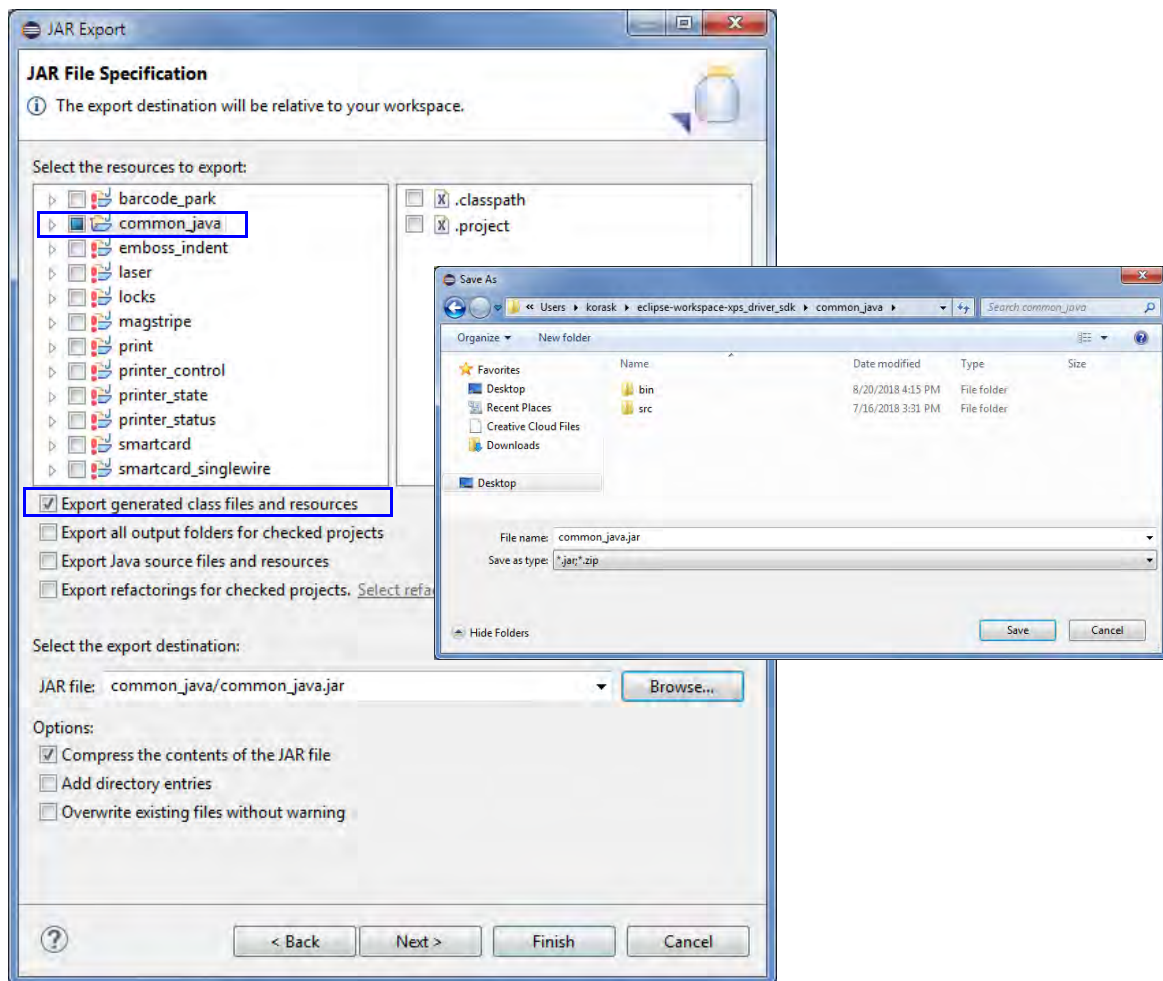 JAR Export
JAR File Specification
The export destination will be relative to your workspace.
Select the resources to export:
barcode_park
common_java
emboss_indent
laser
locks
magstripe
print
printer_control
printer_state
printer_status
smartcard
smartcard_singlewire
.classpath
.project
Export generated class files and resources
Export all output folders for checked projects
Export Java source files and resources
Export refactorings for checked projects. Select refa
Select the export destination:
JAR file: common_java/common_java.jar Browse...
Options:
Compress the contents of the JAR file
Add directory entries
Overwrite existing files without warning
< Back Next > Finish Cancel
Save As
« Users korask eclipse-workspace-xps_driver_sdk common_java Search common_java
Organize New folder
Name Date modified Type Size
Favorites
Desktop
Recent Places
Creative Cloud Files
Downloads
Desktop
bin 8/20/2018 4:15 PM File folder
src 7/16/2018 3:31 PM File folder
File name: common_java.jar
Save as type: *.jar;*.zip
Hide Folders Save Cancel